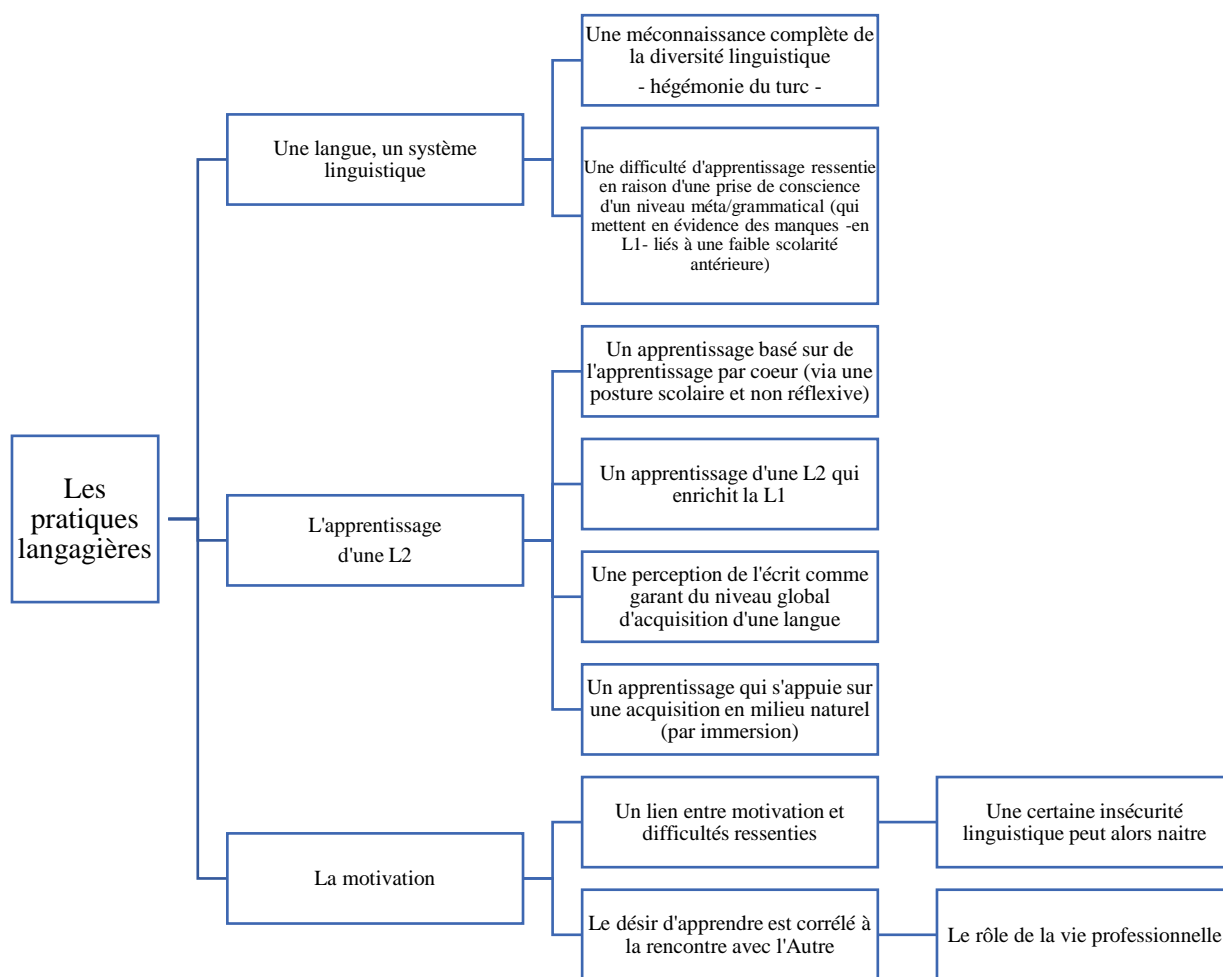 Les
pratiques
langagières
Une langue, un système
linguistique
Une méconnaissance complète de
la diversité linguistique
- hégémonie du turc -
Une difficulté d'apprentissage ressentie
en raison d'une prise de conscience
d'un niveau méta/grammatical (qui
mettent en évidence des manques -en
L1- liés à une faible scolarité
antérieure)
L'apprentissage
d'une L2
Un apprentissage basé sur de
l'apprentissage par coeur (via une
posture scolaire et non réflexive)
Un apprentissage d'une L2 qui
enrichit la L1
Une perception de l'écrit comme
garant du niveau global
d'acquisition d'une langue
Un apprentissage qui s'appuie sur
une acquisition en milieu naturel
(par immersion)
La motivation
Un lien entre motivation et
difficultés ressenties
Une certaine insécurité
linguistique peut alors naitre
Le désir d'apprendre est corrélé à
la rencontre avec l'Autre
Le rôle de la vie professionnelle